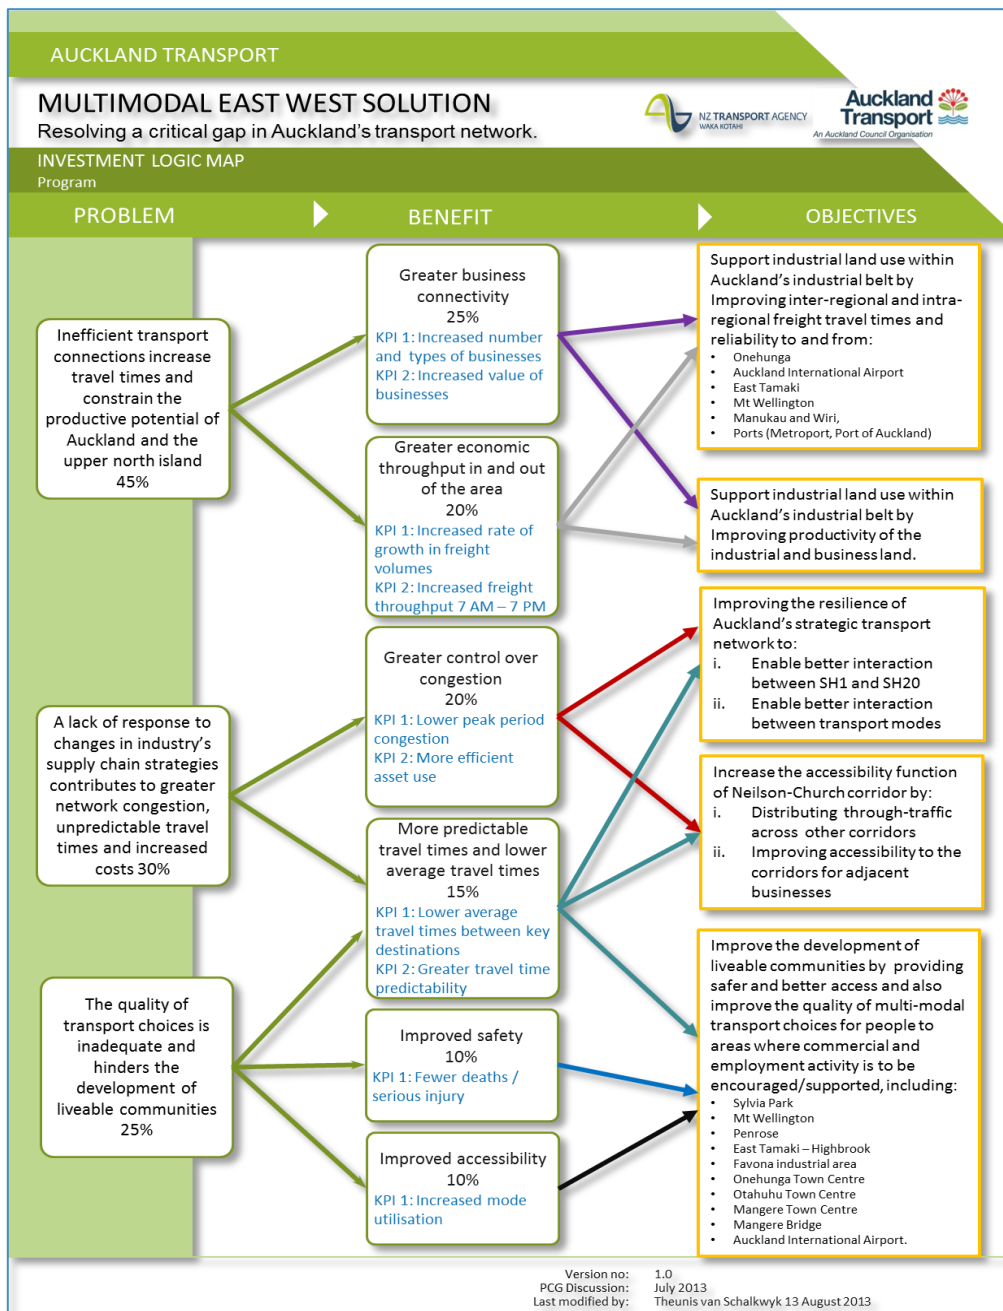 AUCKLAND TRANSPORT
MULTIMODAL EAST WEST SOLUTION
Resolving a critical gap in Auckland's transport network.
NZ TRANSPORT AGENCY
WAKA KOTAHI
Auckland
Transport
An Auckland Council Organisation
INVESTMENT LOGIC MAP
Program
PROBLEM
BENEFIT
OBJECTIVES
Inefficient transport
connections increase
travel times and
constrain the
productive potential of
Auckland and the
upper north island
45%
A lack of response to
changes in industry's
supply chain strategies
contributes to greater
network congestion,
unpredictable travel
times and increased
costs 30%
The quality of
transport choices is
inadequate and
hinders the
development of
liveable communities
25%
Greater business
connectivity
25%
KPI 1: Increased number
and types of businesses
KPI 2: Increased value of
businesses
Greater economic
throughput in and out
of the area
20%
KPI 1: Increased rate of
growth in freight
volumes
KPI 2: Increased freight
throughput 7 AM – 7 PM
Greater control over
congestion
20%
KPI 1: Lower peak period
congestion
KPI 2: More efficient
asset use
More predictable
travel times and lower
average travel times
15%
KPI 1: Lower average
travel times between key
destinations
KPI 2: Greater travel time
predictability
Improved safety
10%
KPI 1: Fewer deaths /
serious injury
Improved accessibility
10%
KPI 1: Increased mode
utilisation
Support industrial land use within
Auckland's industrial belt by
Improving inter-regional and intra-
regional freight travel times and
reliability to and from:
• Onehunga
• Auckland International Airport
• East Tamaki
• Mt Wellington
• Manukau and Wiri,
• Ports (Metroport, Port of Auckland)
Support industrial land use within
Auckland's industrial belt by
Improving productivity of the
industrial and business land.
Improving the resilience of
Auckland's strategic transport
network to:
i. Enable better interaction
between SH1 and SH20
ii. Enable better interaction
between transport modes
Increase the accessibility function
of Neilson-Church corridor by:
i. Distributing through-traffic
across other corridors
ii. Improving accessibility to the
corridors for adjacent
businesses
Improve the development of
liveable communities by providing
safer and better access and also
improve the quality of multi-modal
transport choices for people to
areas where commercial and
employment activity is to be
encouraged/supported, including:
• Sylvia Park
• Mt Wellington
• Penrose
• East Tamaki – Highbrook
• Favona industrial area
• Onehunga Town Centre
• Otahuhu Town Centre
• Mangere Town Centre
• Mangere Bridge
• Auckland International Airport.
Version no: 1.0
PCG Discussion: July 2013
Last modified by: Theunis van Schalkwyk 13 August 2013